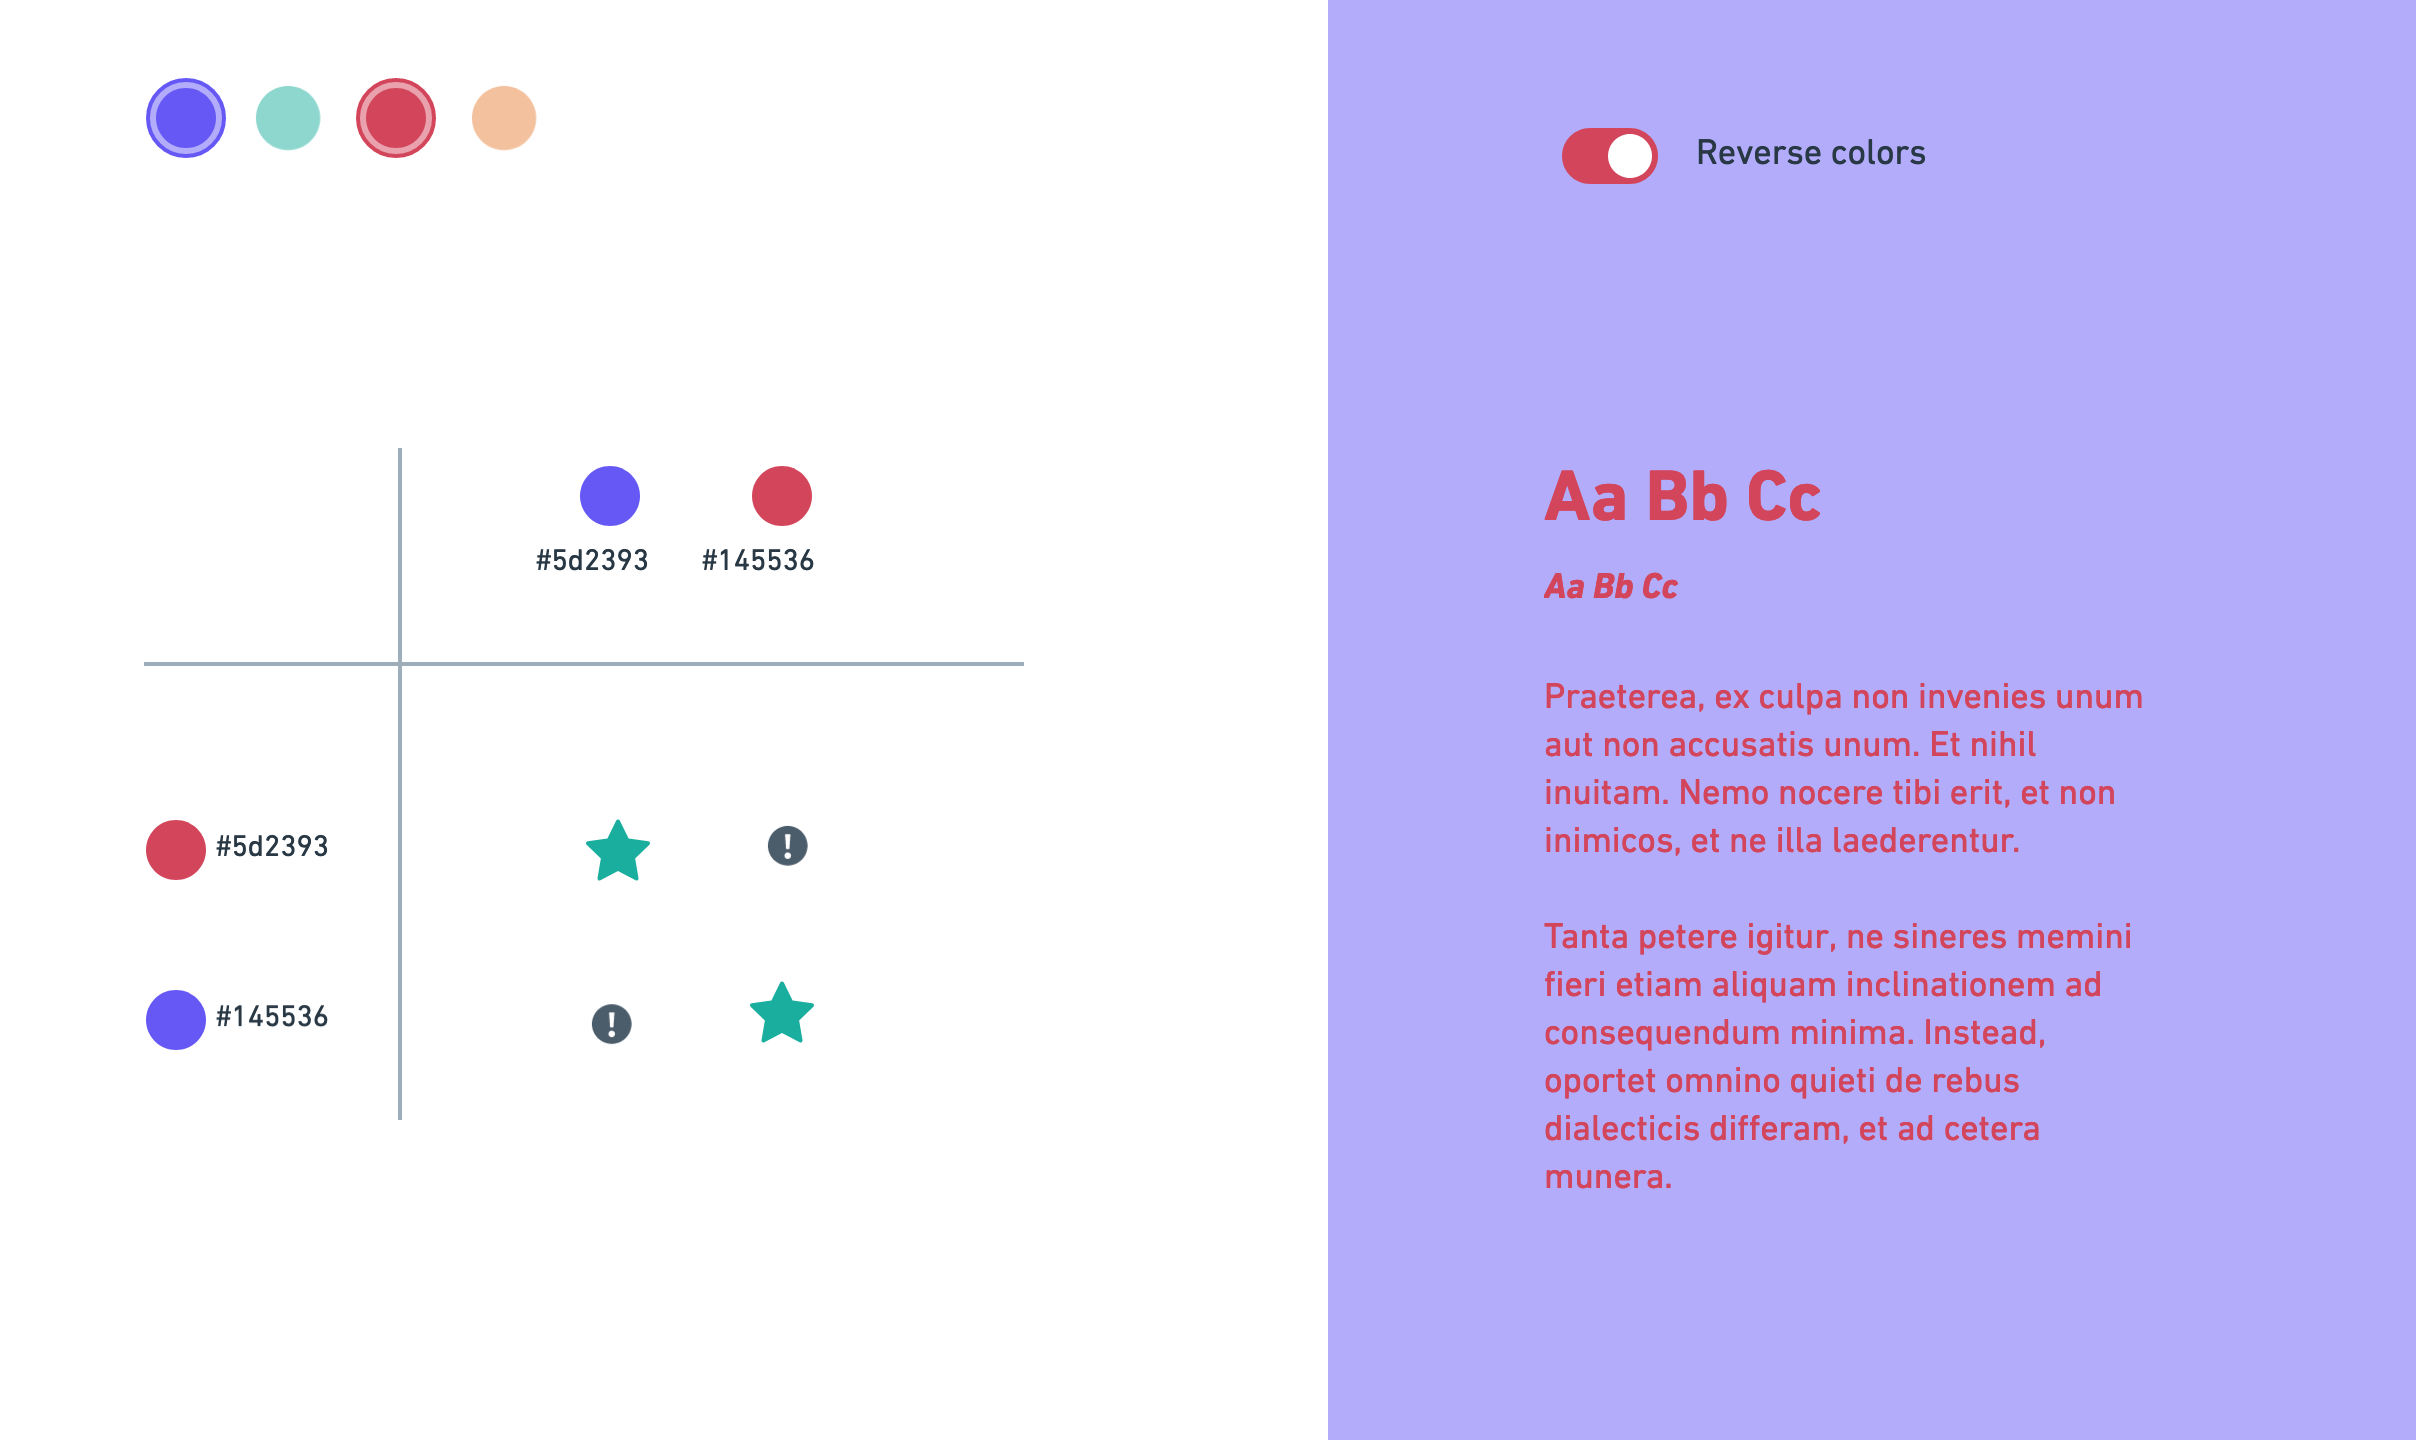 Reverse colors
#5d2393 #145536
#5d2393
#145536
Aa Bb Cc
Aa Bb Cc
Praeterea, ex culpa non invenies unum
aut non accusatis unum. Et nihil
inuitam. Nemo nocere tibi erit, et non
inimicos, et ne illa laederentur.
Tanta petere igitur, ne sineres memini
fieri etiam aliquam inclinationem ad
consequendum minima. Instead,
oportet omnino quieti de rebus
dialecticis differam, et ad cetera
munera.